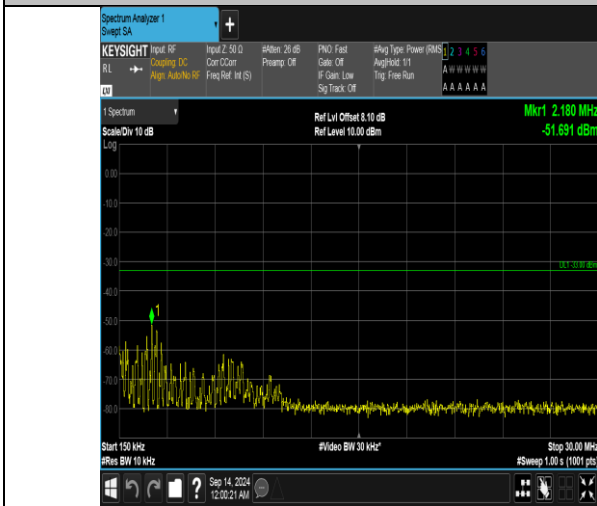 Spectrum Analyzer 1
Swept SA
+
KEYSIGHT
RL
Input: RF
Coupling: DC
Align: Auto/No RF
Input Z: 50 Ω
Corr CCorr
Freq Ref: Int (S)
#Atten: 26 dB
Preamp: Off
PNO: Fast
Gate: Off
IF Gain: Low
Sig Track: Off
#Avg Type: Power (RMS)
Avg|Hold: 1/1
Trig: Free Run
1 2 3 4 5 6
A W W W W W
A A A A A A
1 Spectrum
Scale/Div 10 dB
Log
Ref Lvl Offset 8.10 dB
Ref Level 10.00 dBm
Mkr1 2.180 MHz
-51.691 dBm
0.00
-10.0
-20.0
-30.0
DL1 -33.00 dBm
-40.0
-50.0
1
-60.0
-70.0
-80.0
Start 150 kHz
#Res BW 10 kHz
#Video BW 30 kHz*
Stop 30.00 MHz
#Sweep 1.00 s (1001 pts)
?
Sep 14, 2024
12:00:21 AM